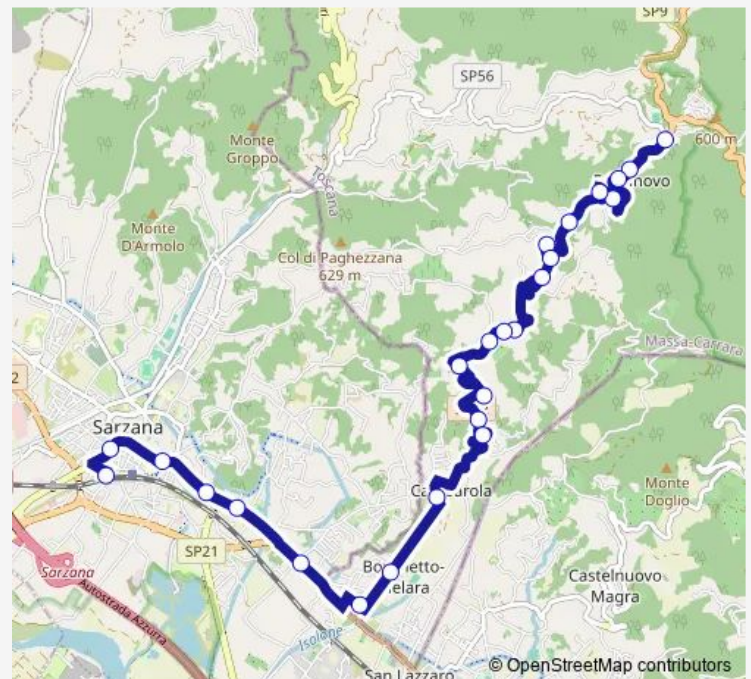 SP9
SP56
Monte
Groppo
600 m
Toscana
Monte
D'Armolo
Col di Paghezzana
629 m
Massa-Carrara
2
Sarzana
Monte
Doglio
SP21
Sarzana
Castelnuovo
Magra
Autostrada Azzurra
Isolone
San Lazzaro
© OpenStreetMap contributors